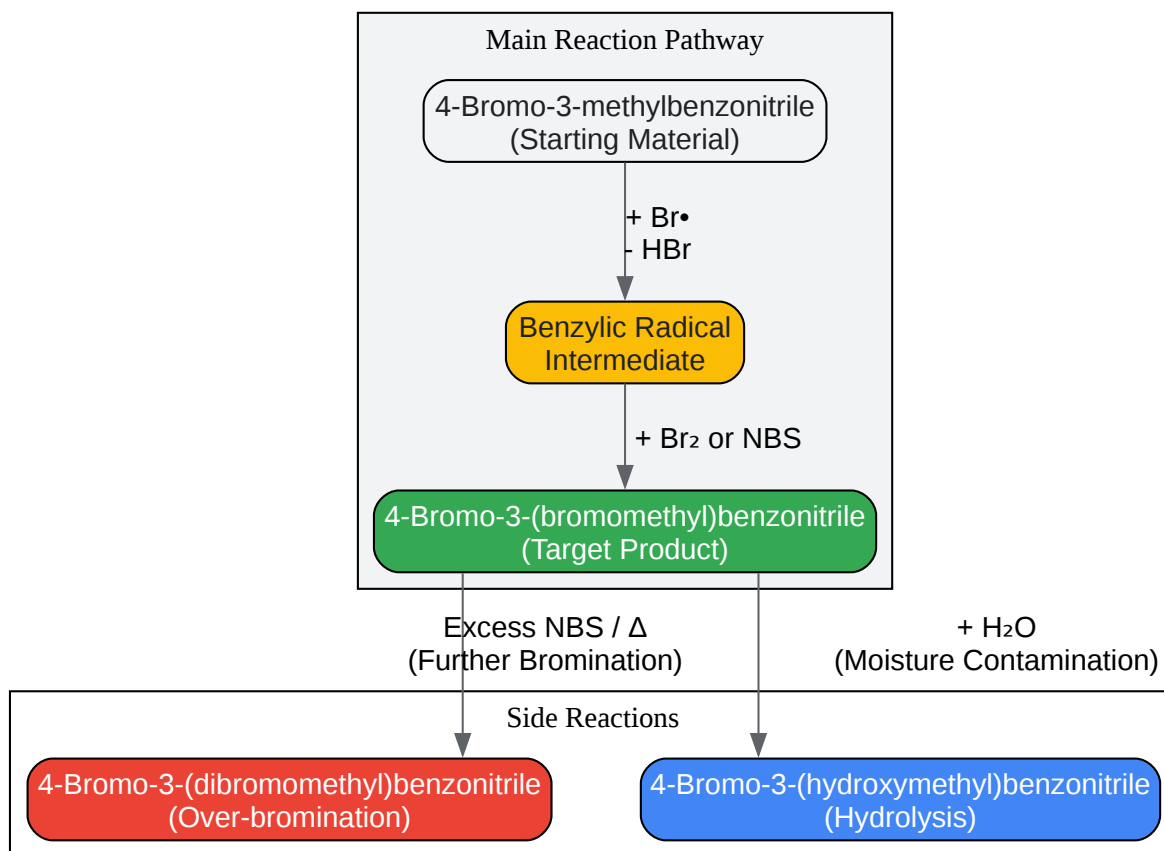 Main Reaction Pathway
4-Bromo-3-methylbenzonitrile
(Starting Material)
+ Br•
- HBr
Benzylic Radical
Intermediate
+ Br₂ or NBS
4-Bromo-3-(bromomethyl)benzonitrile
(Target Product)
Excess NBS / Δ
(Further Bromination)
+ H₂O
(Moisture Contamination)
Side Reactions
4-Bromo-3-(dibromomethyl)benzonitrile
(Over-bromination)
4-Bromo-3-(hydroxymethyl)benzonitrile
(Hydrolysis)